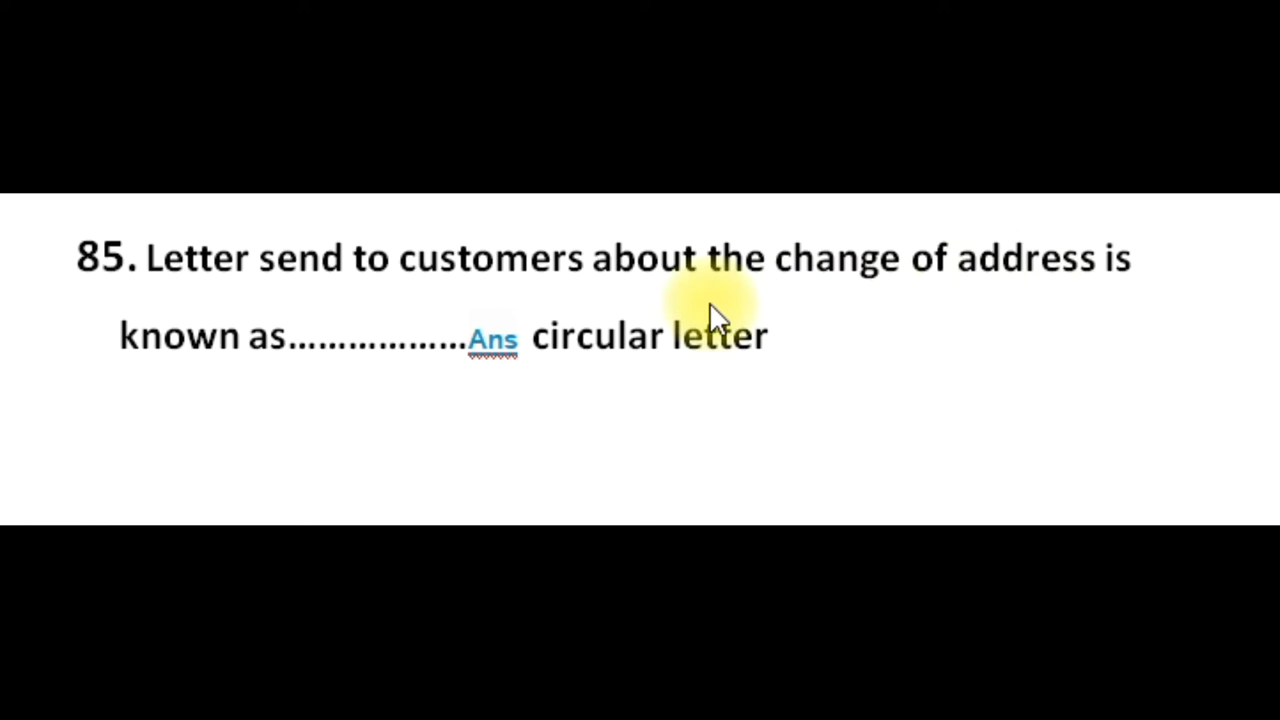 85. Letter send to customers about the change of address is
known as..................Ans circular letter